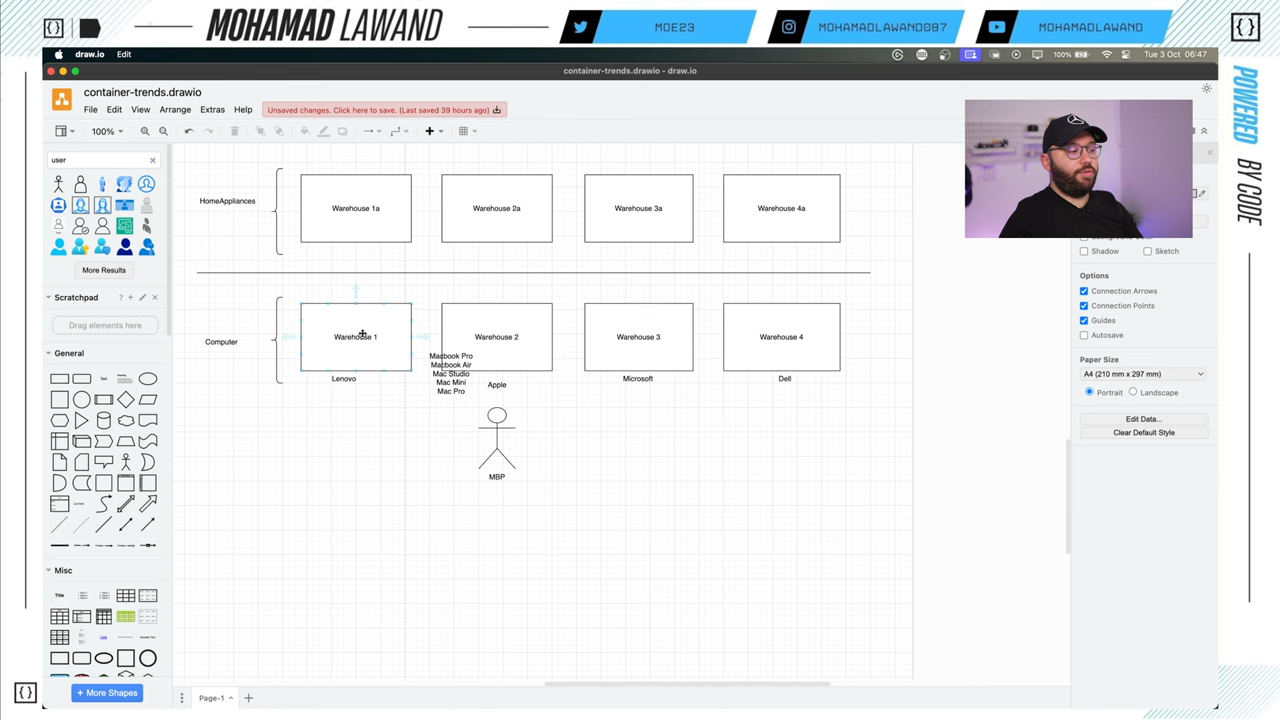 MOHAMAD LAWAND
MOE23
MOHAMADLAWAND087
MOHAMADLAWAND
POWERED BY CODE
draw.io Edit
100% Tue 3 Oct 06:47
container-trends.drawio - draw.io
container-trends.drawio
File Edit View Arrange Extras Help
Unsaved changes. Click here to save. (Last saved 39 hours ago)
100%
user
More Results
Scratchpad
Drag elements here
General
Text
Misc
Title
More Shapes
HomeAppliances
Warehouse 1a
Warehouse 2a
Warehouse 3a
Warehouse 4a
Computer
Warehouse 1
Warehouse 2
Warehouse 3
Warehouse 4
Macbook Pro
Macbook Air
Mac Studio
Mac Mini
Mac Pro
Lenovo
Apple
Microsoft
Dell
MBP
Shadow
Sketch
Options
Connection Arrows
Connection Points
Guides
Autosave
Paper Size
A4 (210 mm x 297 mm)
Portrait Landscape
Edit Data...
Clear Default Style
Page-1